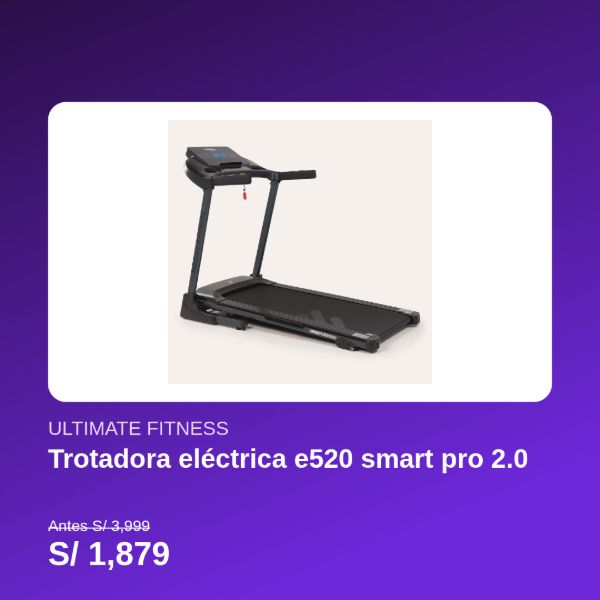 ULTIMATE FITNESS
Trotadora eléctrica e520 smart pro 2.0
Antes S/ 3,999
S/ 1,879